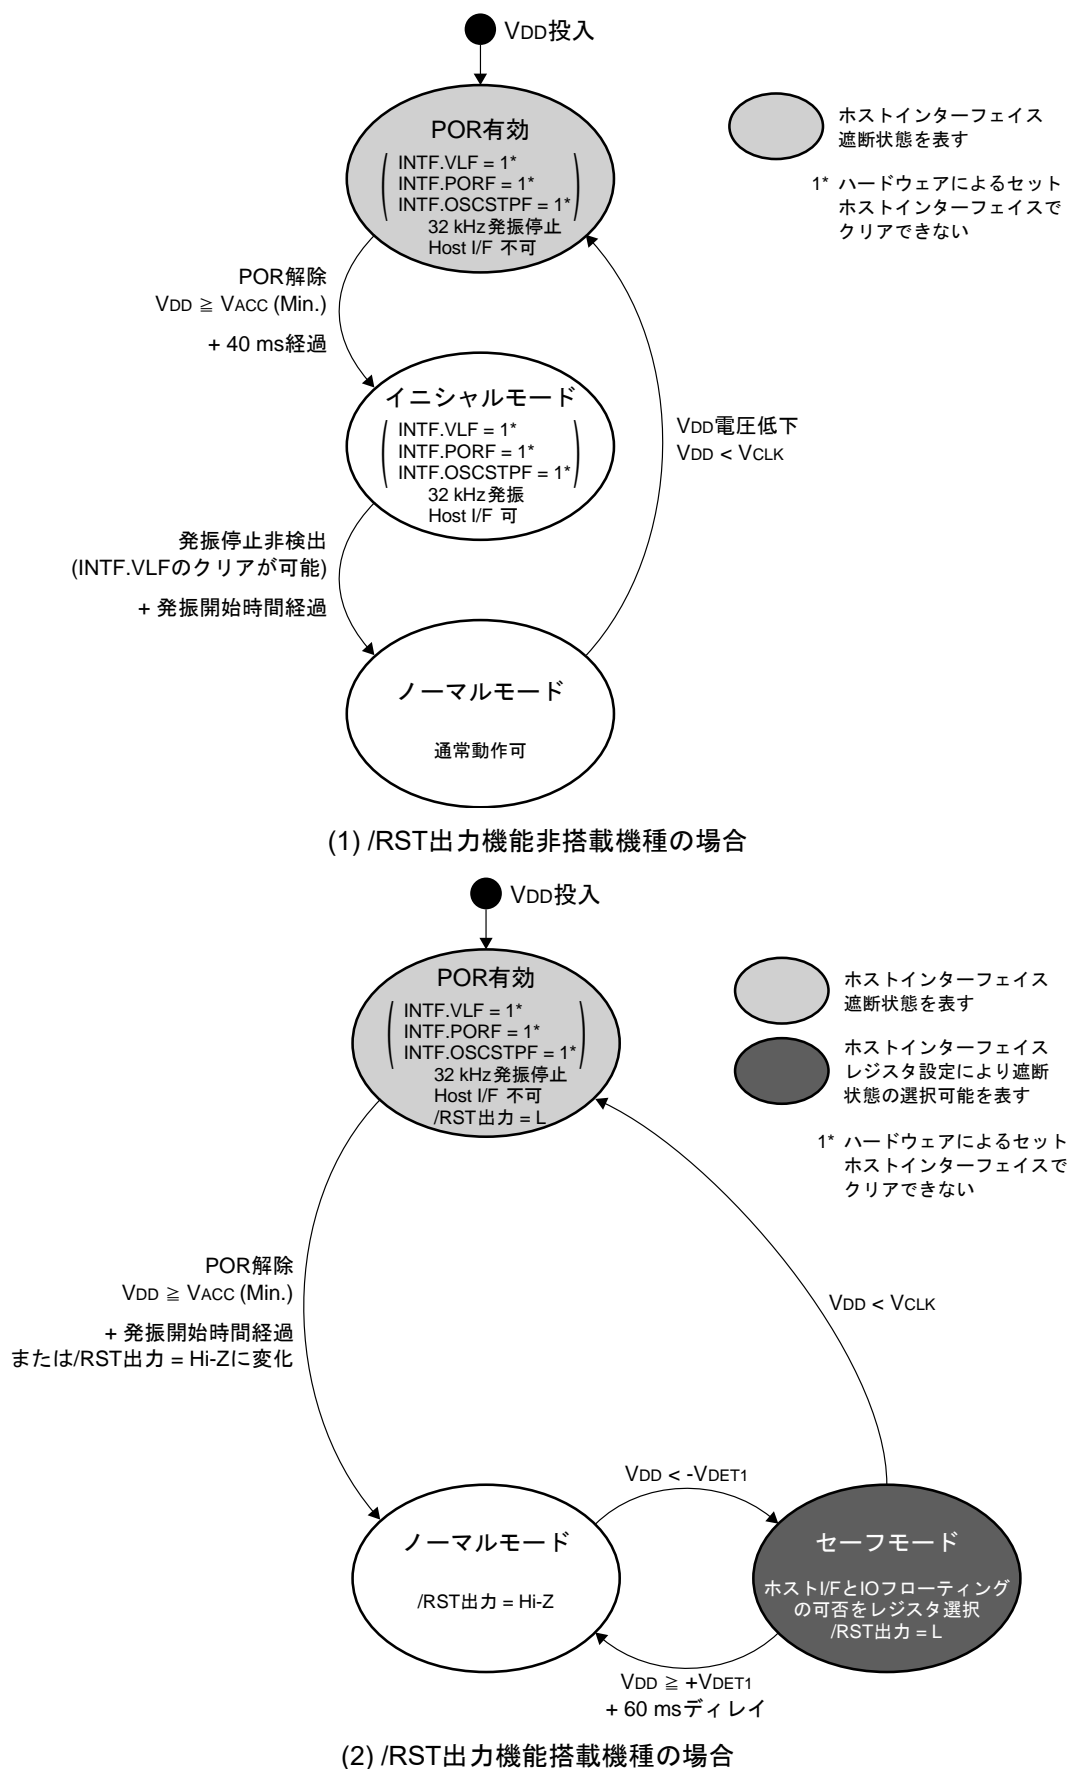 VDD投入
POR有効
INTF.VLF = 1*
INTF.PORF = 1*
INTF.OSCSTPF = 1*
32 kHz発振停止
Host I/F 不可
ホストインターフェイス
遮断状態を表す
1* ハードウェアによるセット
ホストインターフェイスで
クリアできない
POR解除
VDD ≧ VACC (Min.)
+ 40 ms経過
イニシャルモード
INTF.VLF = 1*
INTF.PORF = 1*
INTF.OSCSTPF = 1*
32 kHz発振
Host I/F 可
VDD電圧低下
VDD < VCLK
発振停止非検出
(INTF.VLFのクリアが可能)
+ 発振開始時間経過
ノーマルモード
通常動作可
(1) /RST出力機能非搭載機種の場合
VDD投入
POR有効
INTF.VLF = 1*
INTF.PORF = 1*
INTF.OSCSTPF = 1*
32 kHz発振停止
Host I/F 不可
/RST出力 = L
ホストインターフェイス
遮断状態を表す
ホストインターフェイス
レジスタ設定により遮断
状態の選択可能を表す
1* ハードウェアによるセット
ホストインターフェイスで
クリアできない
POR解除
VDD ≧ VACC (Min.)
+ 発振開始時間経過
または/RST出力 = Hi-Zに変化
VDD < VCLK
VDD < -VDET1
ノーマルモード
/RST出力 = Hi-Z
セーフモード
ホストI/FとIOフローティング
の可否をレジスタ選択
/RST出力 = L
VDD ≧ +VDET1
+ 60 msディレイ
(2) /RST出力機能搭載機種の場合